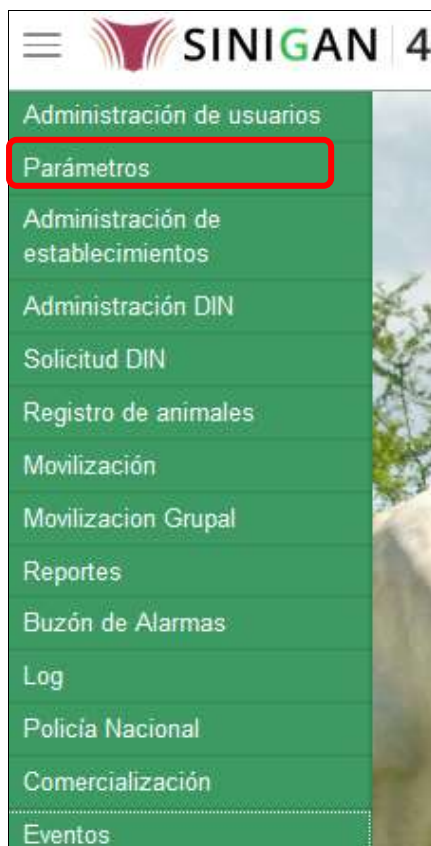 SINIGAN 4
Administración de usuarios
Parámetros
Administración de
establecimientos
Administración DIN
Solicitud DIN
Registro de animales
Movilización
Movilizacion Grupal
Reportes
Buzón de Alarmas
Log
Policía Nacional
Comercialización
Eventos